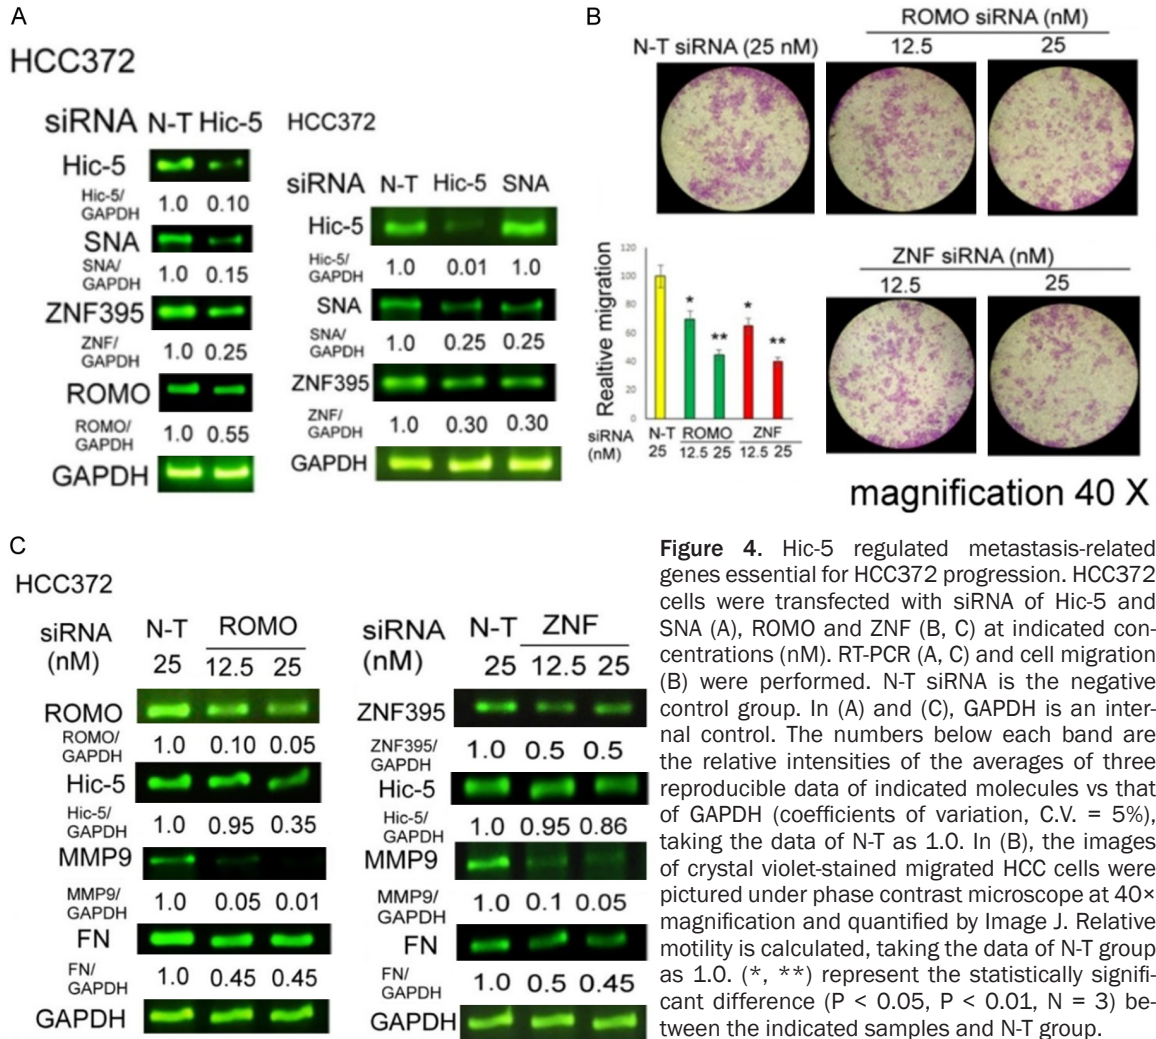 A
HCC372
siRNA N-T Hic-5
Hic-5
Hic-5/
GAPDH 1.0 0.10
SNA
SNA/
GAPDH 1.0 0.15
ZNF395
ZNF/
GAPDH 1.0 0.25
ROMO
ROMO/
GAPDH 1.0 0.55
GAPDH
HCC372
siRNA N-T Hic-5 SNA
Hic-5
Hic-5/
GAPDH 1.0 0.01 1.0
SNA
SNA/
GAPDH 1.0 0.25 0.25
ZNF395
ZNF/
GAPDH 1.0 0.30 0.30
GAPDH
B
N-T siRNA (25 nM)
ROMO siRNA (nM)
12.5 25
Realtive migration
120
100
80
60
40
20
0
* ** * **
siRNA N-T ROMO ZNF
(nM) 25 12.5 25 12.5 25
ZNF siRNA (nM)
12.5 25
magnification 40 X
C
HCC372
siRNA N-T ROMO
(nM) 25 12.5 25
ROMO
ROMO/
GAPDH 1.0 0.10 0.05
Hic-5
Hic-5/
GAPDH 1.0 0.95 0.35
MMP9
MMP9/
GAPDH 1.0 0.05 0.01
FN
FN/
GAPDH 1.0 0.45 0.45
GAPDH
siRNA N-T ZNF
(nM) 25 12.5 25
ZNF395
ZNF395/
GAPDH 1.0 0.5 0.5
Hic-5
Hic-5/
GAPDH 1.0 0.95 0.86
MMP9
MMP9/
GAPDH 1.0 0.1 0.05
FN
FN/
GAPDH 1.0 0.5 0.45
GAPDH
Figure 4. Hic-5 regulated metastasis-related
genes essential for HCC372 progression. HCC372
cells were transfected with siRNA of Hic-5 and
SNA (A), ROMO and ZNF (B, C) at indicated con-
centrations (nM). RT-PCR (A, C) and cell migration
(B) were performed. N-T siRNA is the negative
control group. In (A) and (C), GAPDH is an inter-
nal control. The numbers below each band are
the relative intensities of the averages of three
reproducible data of indicated molecules vs that
of GAPDH (coefficients of variation, C.V. = 5%),
taking the data of N-T as 1.0. In (B), the images
of crystal violet-stained migrated HCC cells were
pictured under phase contrast microscope at 40×
magnification and quantified by Image J. Relative
motility is calculated, taking the data of N-T group
as 1.0. (*, **) represent the statistically signifi-
cant difference (P < 0.05, P < 0.01, N = 3) be-
tween the indicated samples and N-T group.